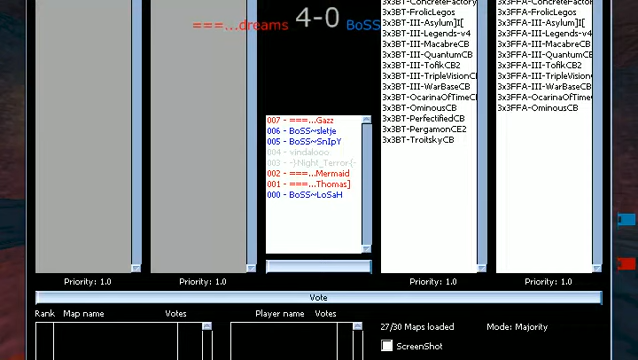 ===...dreams 4-0 BoSS
007 - ===...Gazz
006 - BoSS~sletje
005 - BoSS~SnIpY
004 - vindalooo
003 - -}Night_Terror{-
002 - ===...Mermaid
001 - ===...Thomas]
000 - BoSS~LoSaH
3x3BT-ConcreteFactory
3x3BT-FrolicLegos
3x3BT-III-Asylum]I[
3x3BT-III-Legends-v4
3x3BT-III-MacabreCB
3x3BT-III-QuantumCB
3x3BT-III-TofikCB2
3x3BT-III-TripleVisionCI
3x3BT-III-WarBaseCB
3x3BT-OcarinaOfTimeC
3x3BT-OminousCB
3x3BT-PerfectifiedCB
3x3BT-PergamonCE2
3x3BT-TroitskyCB
3x3FFA-ConcreteFactor
3x3FFA-FrolicLegos
3x3FFA-III-Asylum]I[
3x3FFA-III-Legends-v4
3x3FFA-III-MacabreCB
3x3FFA-III-QuantumCB
3x3FFA-III-TofikCB2
3x3FFA-III-TripleVision
3x3FFA-III-WarBaseCB
3x3FFA-OcarinaOfTime
3x3FFA-OminousCB
Priority: 1.0
Priority: 1.0
Priority: 1.0
Priority: 1.0
Vote
Rank Map name Votes
Player name Votes
27/30 Maps loaded
Mode: Majority
ScreenShot